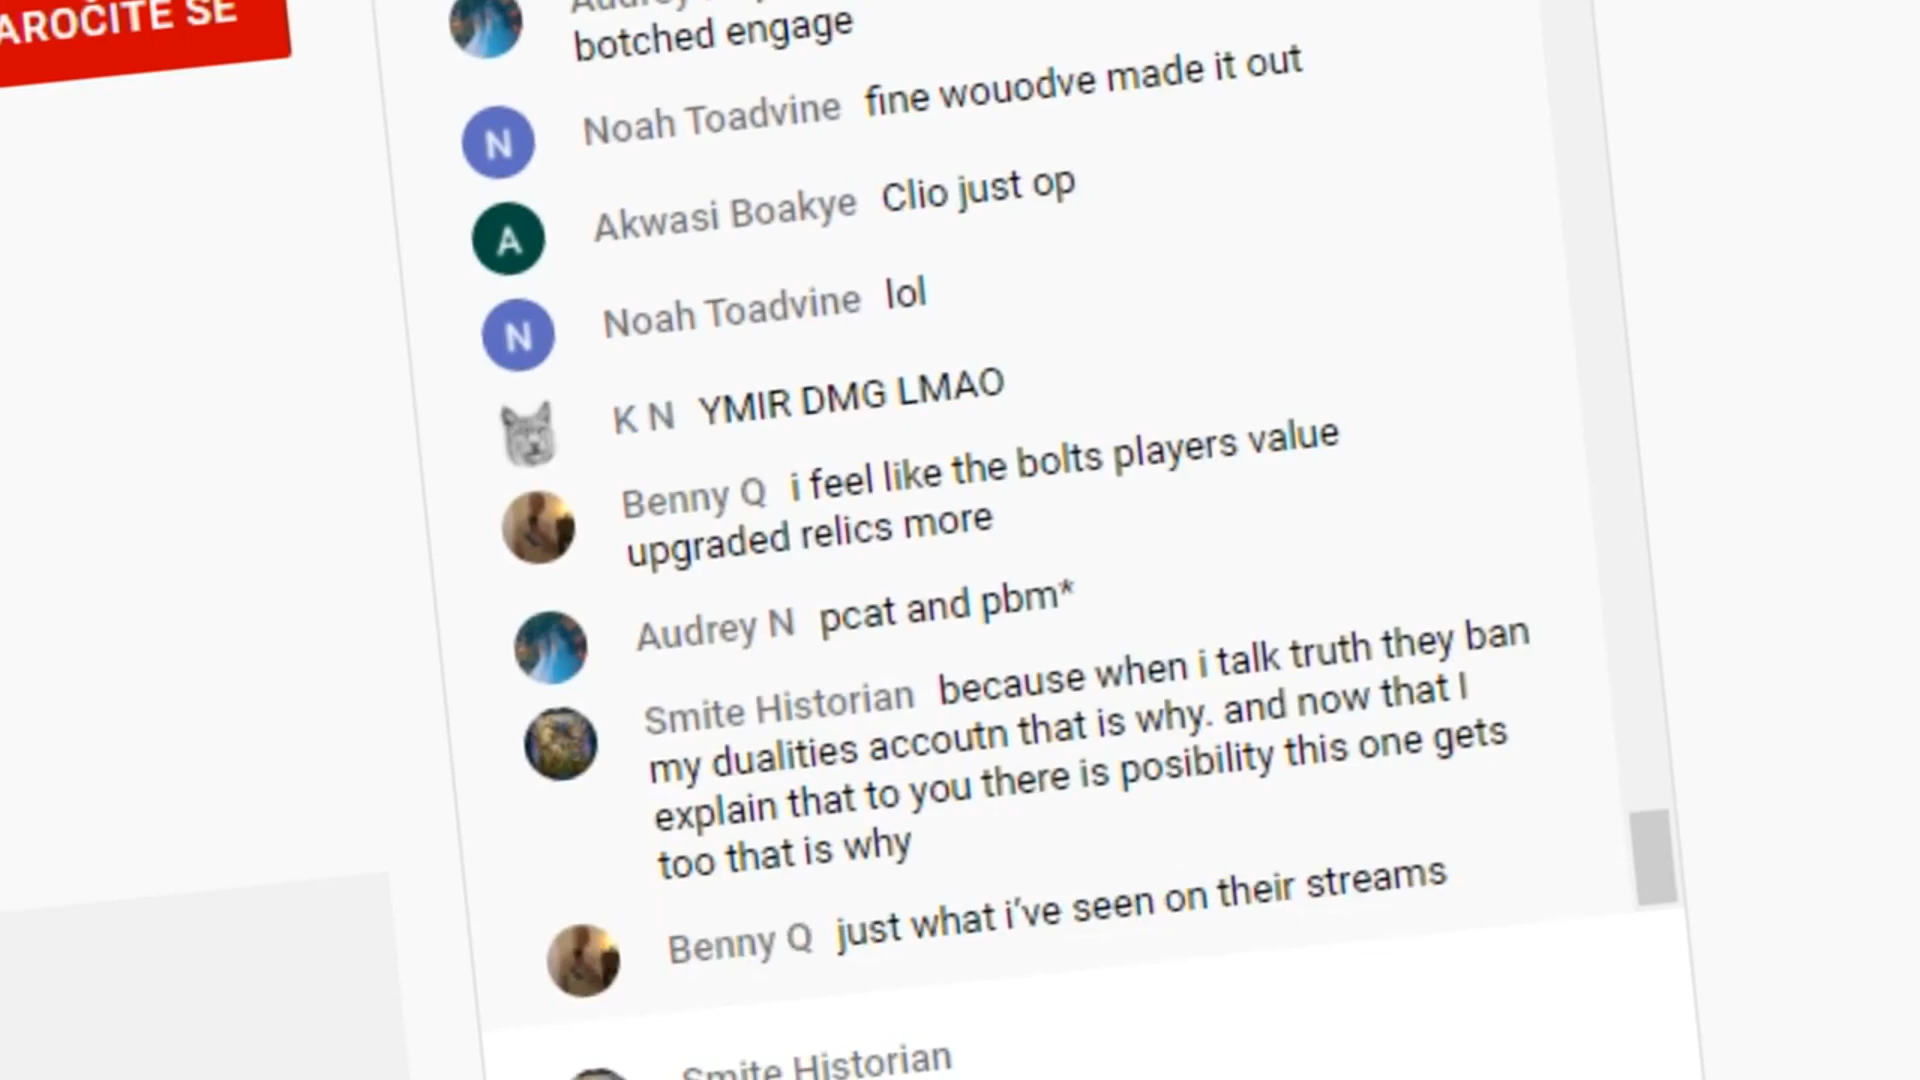 AROČITE SE
Audrey
botched engage
N Noah Toadvine fine wouodve made it out
A Akwasi Boakye Clio just op
N Noah Toadvine lol
K N YMIR DMG LMAO
Benny Q i feel like the bolts players value
upgraded relics more
Audrey N pcat and pbm*
Smite Historian because when i talk truth they ban
my dualities accoutn that is why. and now that I
explain that to you there is posibility this one gets
too that is why
Benny Q just what i've seen on their streams
Smite Historian